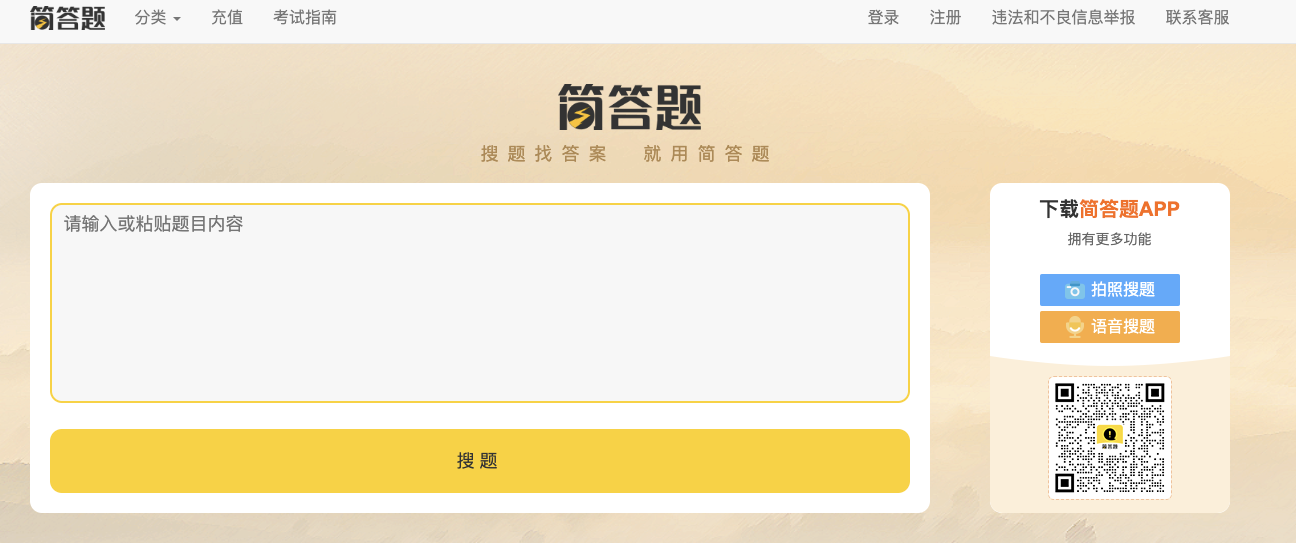 简答题 分类 充值 考试指南 登录 注册 违法和不良信息举报 联系客服
简答题
搜题找答案 就用简答题
请输入或粘贴题目内容
搜 题
下载简答题APP
拥有更多功能
拍照搜题
语音搜题
简答题